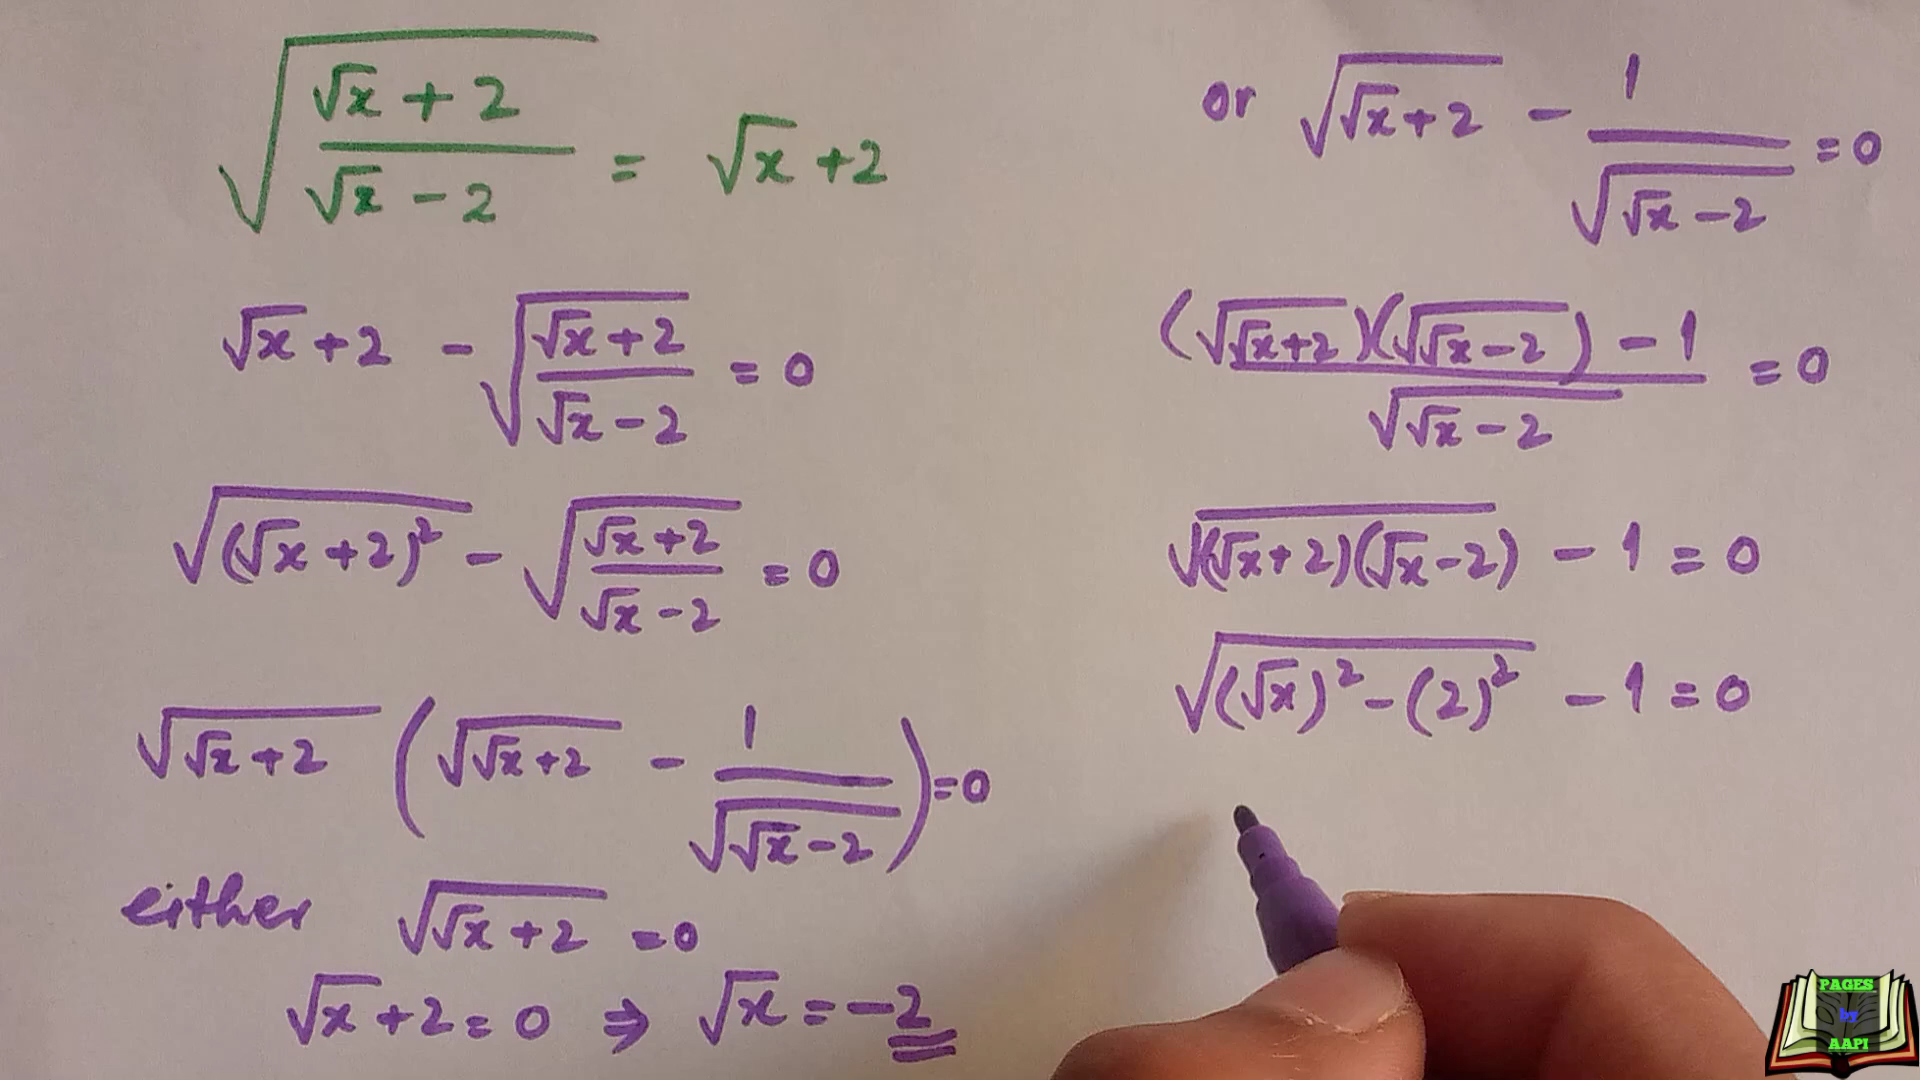 √((√x + 2)/(√x - 2)) = √x + 2
√x + 2 - √((√x + 2)/(√x - 2)) = 0
√((√x + 2)²) - √((√x + 2)/(√x - 2)) = 0
√(√x + 2) (√(√x + 2) - 1/√(√x - 2)) = 0
either √(√x + 2) = 0
√x + 2 = 0 ⇒ √x = -2
or √(√x + 2) - 1/√(√x - 2) = 0
((√(√x + 2))(√(√x - 2)) - 1)/√(√x - 2) = 0
√((√x + 2)(√x - 2)) - 1 = 0
√((√x)² - (2)²) - 1 = 0
PAGES
by
AAPI